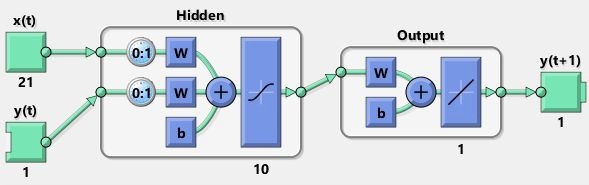 Hidden
x(t)
0:1
W
21
Output
y(t)
0:1
W
+
b
10
W
+
b
1
y(t+1)
1
1